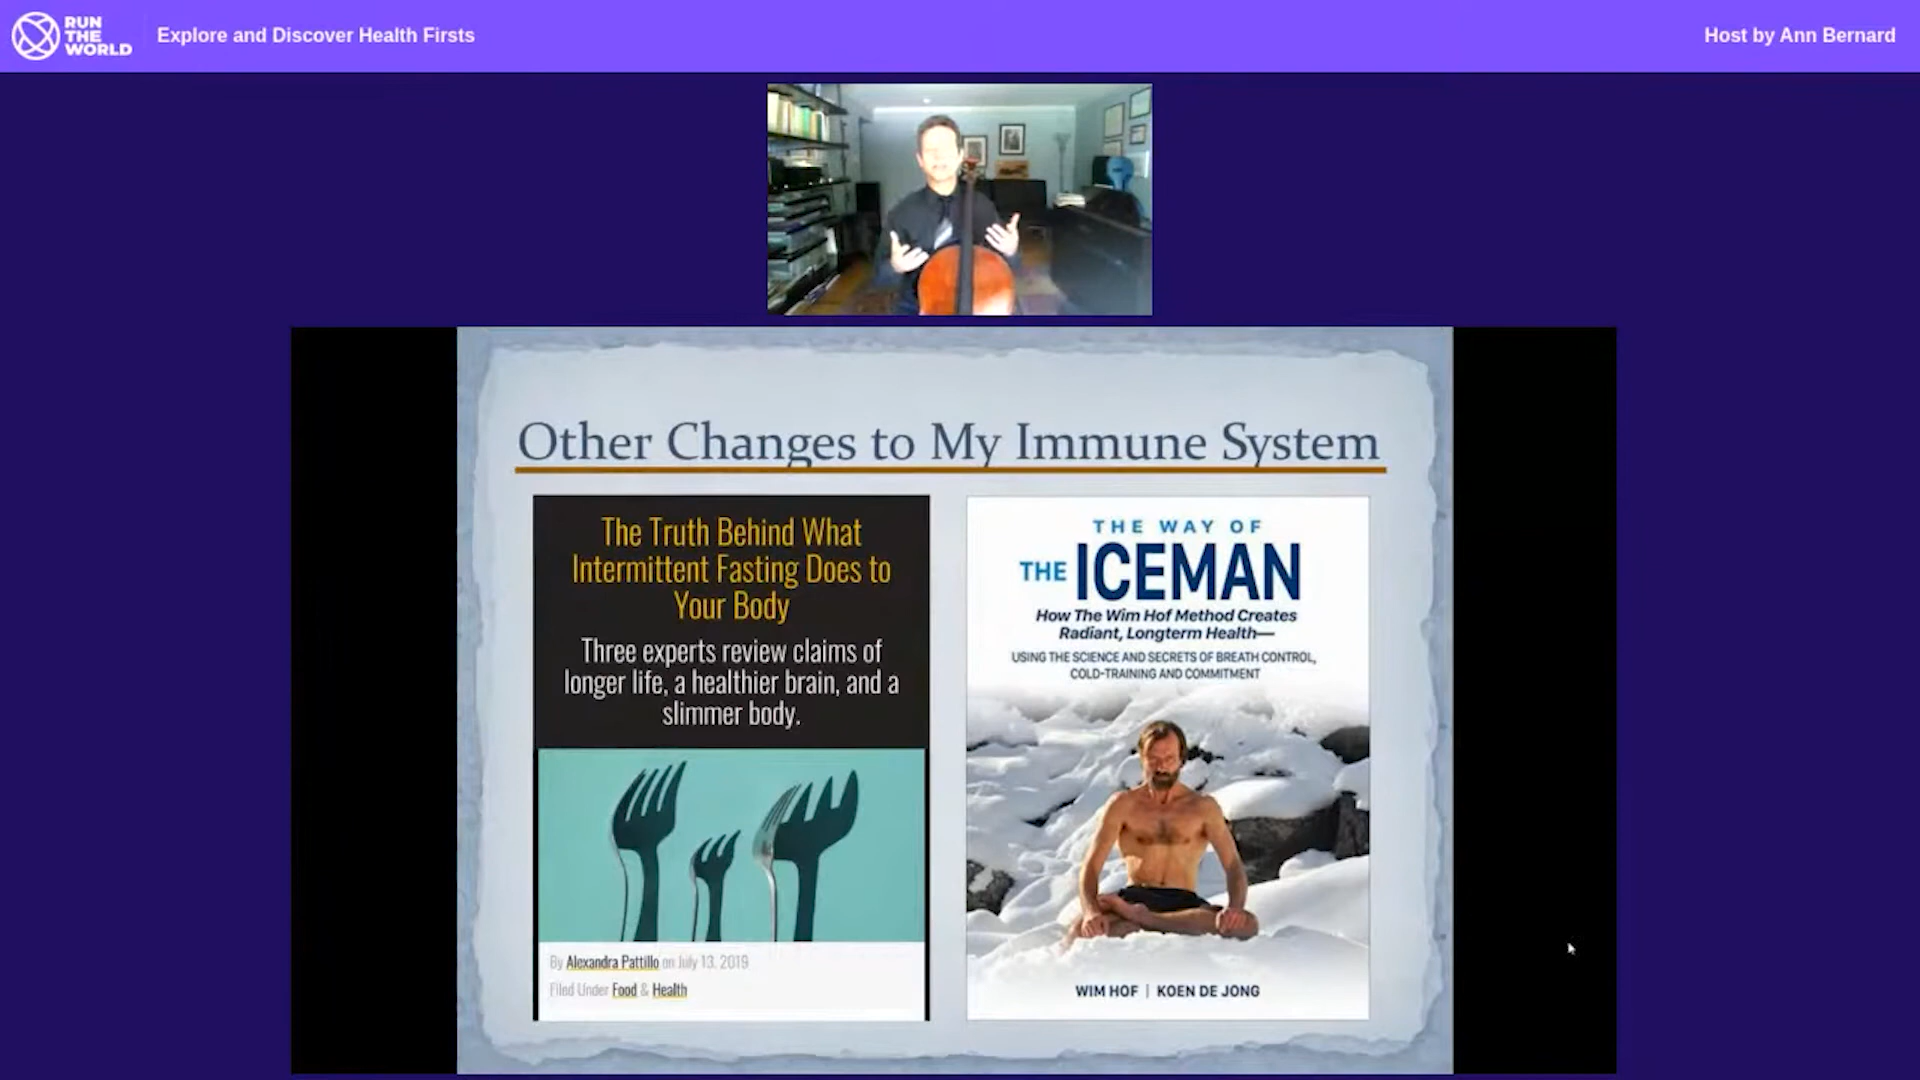 RUN
THE
WORLD
Explore and Discover Health Firsts
Host by Ann Bernard
Other Changes to My Immune System
The Truth Behind What
Intermittent Fasting Does to
Your Body
Three experts review claims of
longer life, a healthier brain, and a
slimmer body.
By Alexandra Pattillo on July 13, 2019
Filed Under Food & Health
THE WAY OF
THE ICEMAN
How The Wim Hof Method Creates
Radiant, Longterm Health—
USING THE SCIENCE AND SECRETS OF BREATH CONTROL,
COLD-TRAINING AND COMMITMENT
WIM HOF | KOEN DE JONG